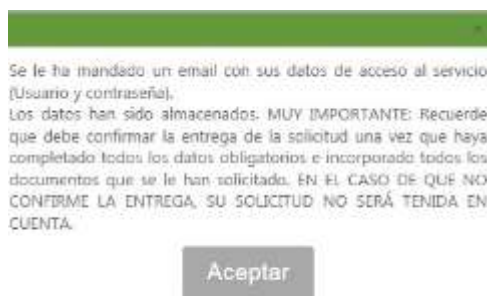 Se le ha mandado un email con sus datos de acceso al servicio
(Usuario y contraseña).
Los datos han sido almacenados. MUY IMPORTANTE: Recuerde
que debe confirmar la entrega de la solicitud una vez que haya
completado todos los datos obligatorios e incorporado todos los
documentos que se le han solicitado. EN EL CASO DE QUE NO
CONFIRME LA ENTREGA, SU SOLICITUD NO SERÁ TENIDA EN
CUENTA.
Aceptar